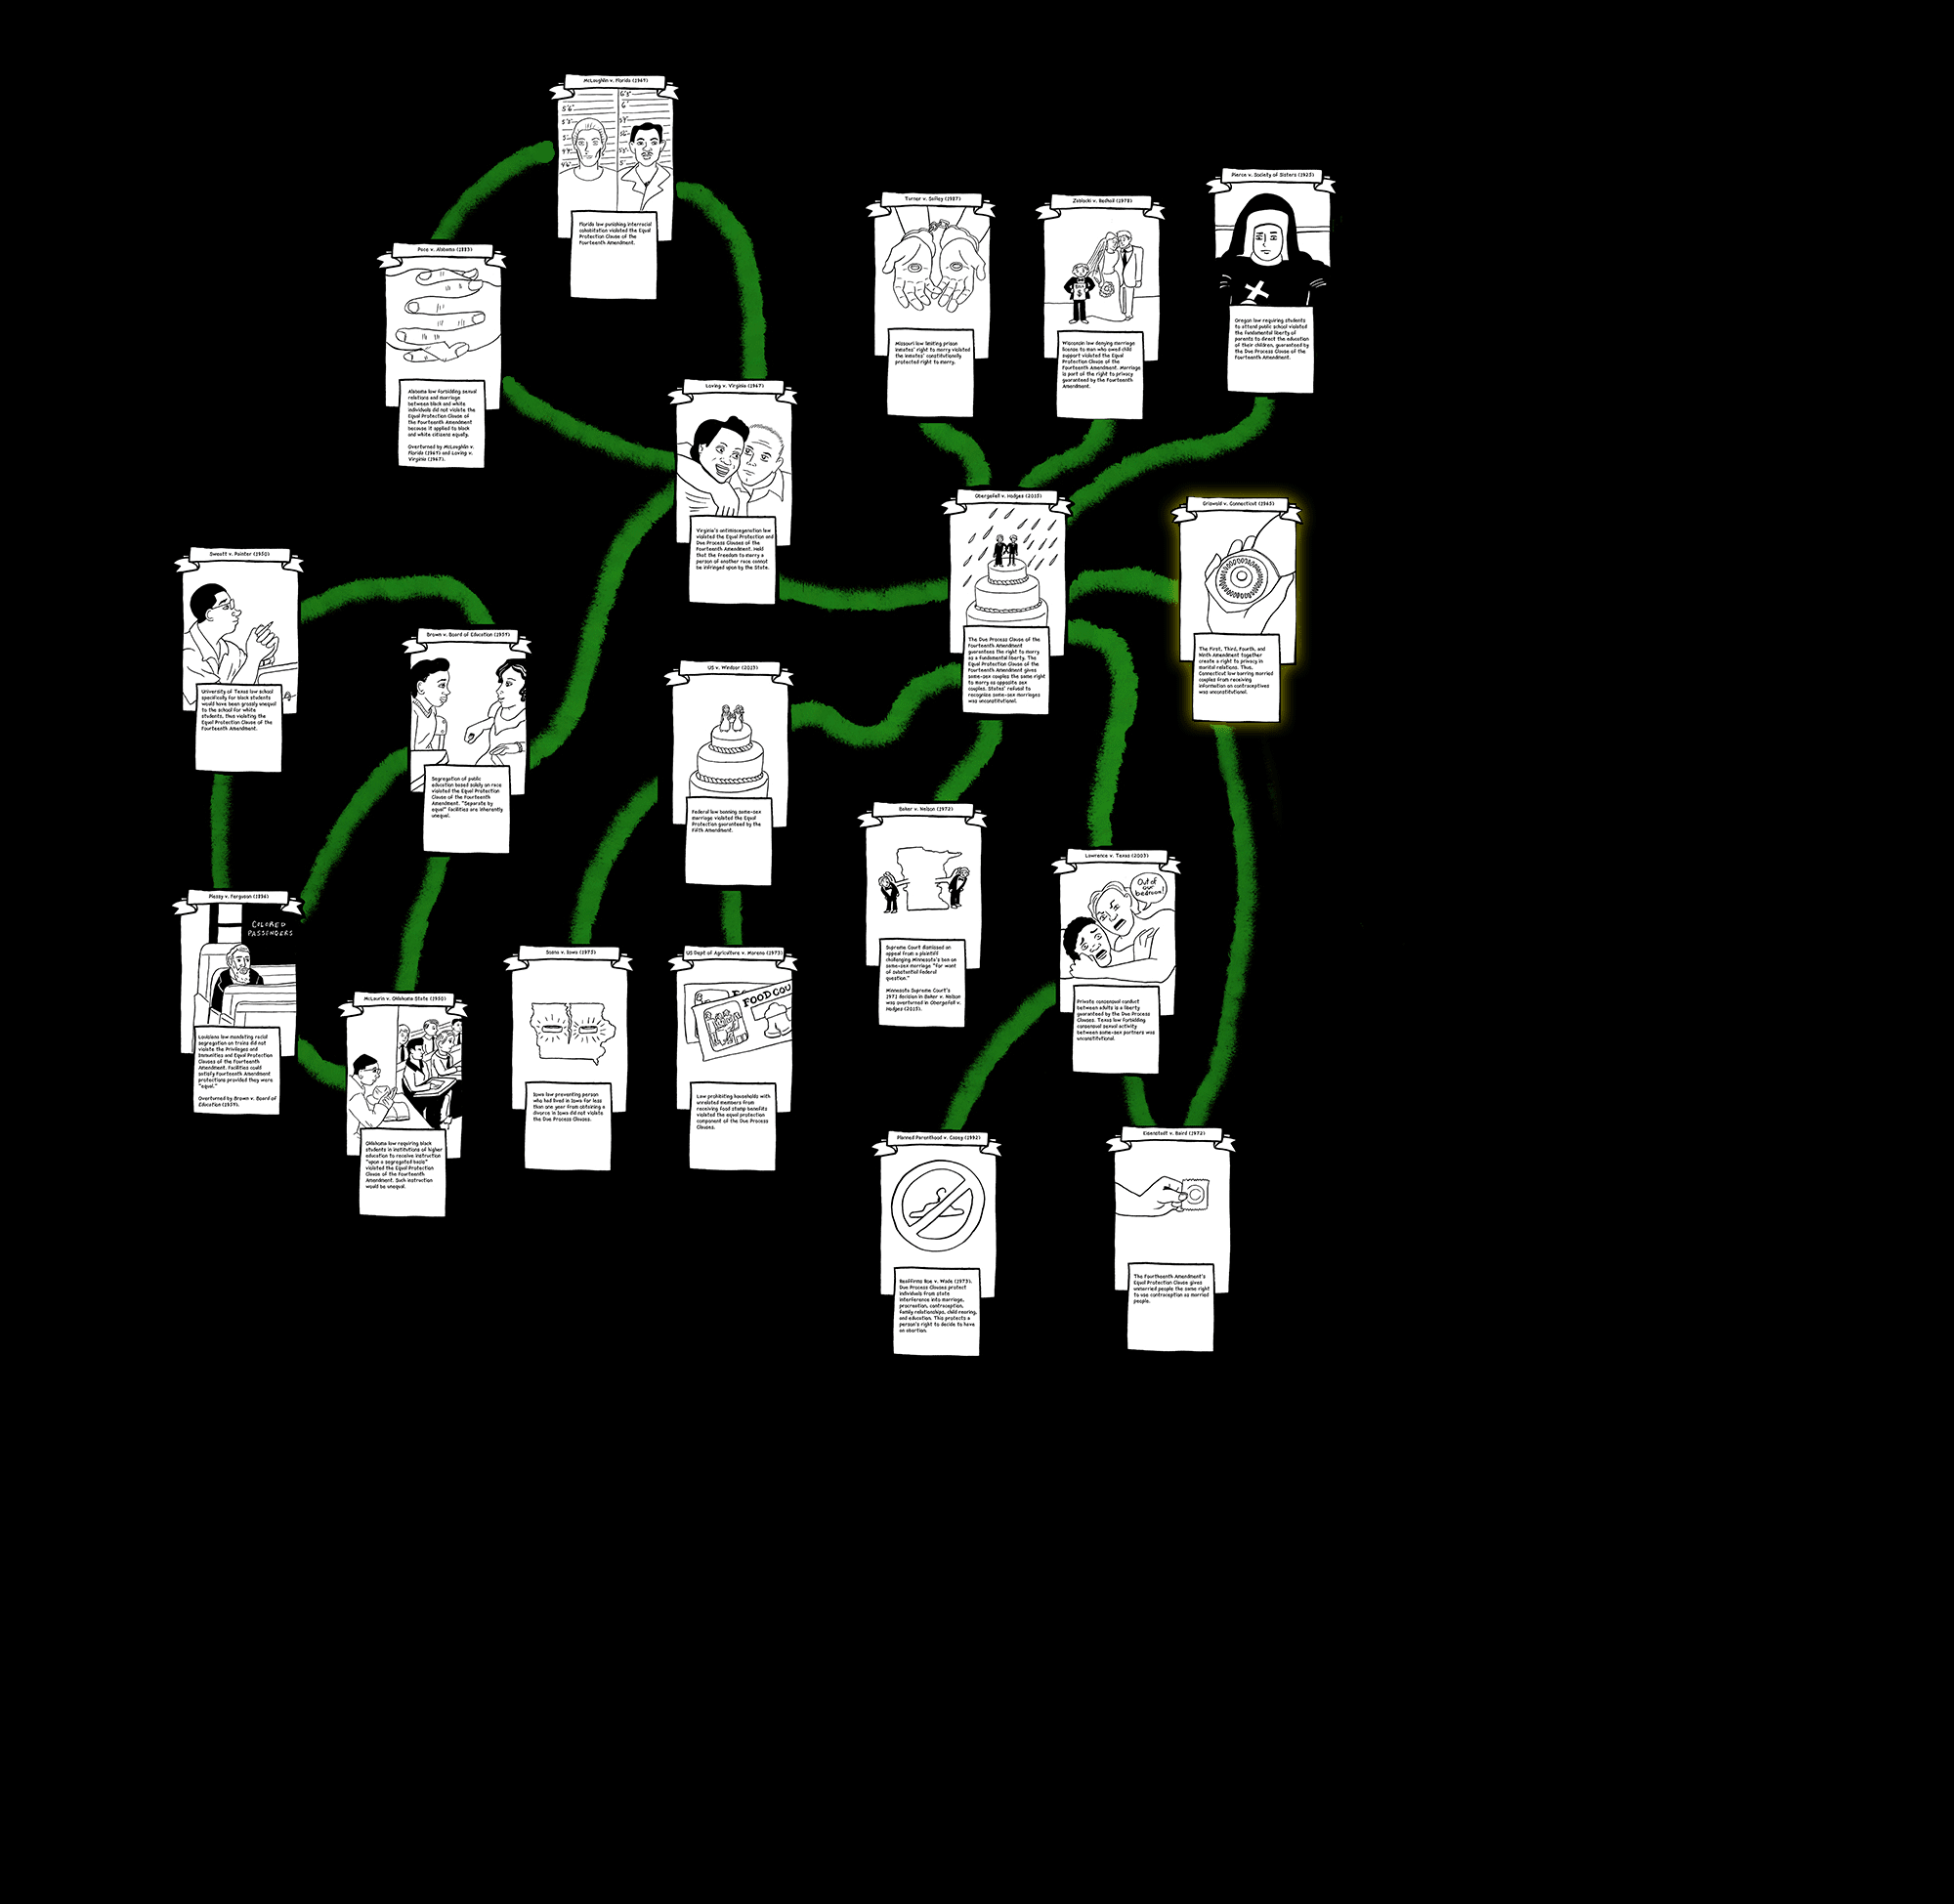 McLaughlin v. Florida (1964)
5'6"
6'3"
6'
5'
5'
Florida law punishing interracial
cohabitation violated the Equal
Protection Clause of the
Fourteenth Amendment.
Pace v. Alabama (1883)
Alabama law forbidding sexual
relations and marriage
between black and white
individuals did not violate the
Equal Protection Clause of
the Fourteenth Amendment
because it applied to black
and white citizens equally.
Overturned by McLaughlin v.
Florida (1964) and Loving v.
Virginia (1967).
Turner v. Safley (1987)
Missouri law limiting prison
inmates' right to marry violated
the inmates' constitutionally
protected right to marry.
Zablocki v. Redhail (1978)
$
Wisconsin law denying marriage
license to men who owed child
support violated the Equal
Protection Clause of the
Fourteenth Amendment. Marriage
is part of the right to privacy
guaranteed by the Fourteenth
Amendment.
Pierce v. Society of Sisters (1925)
Oregon law requiring students
to attend public school violated
the fundamental liberty of
parents to direct the education
of their children, guaranteed by
the Due Process Clause of the
Fourteenth Amendment.
Loving v. Virginia (1967)
Virginia's antimiscegenation law
violated the Equal Protection and
Due Process Clauses of the
Fourteenth Amendment. Held
that the freedom to marry a
person of another race cannot
be infringed upon by the State.
Obergefell v. Hodges (2015)
The Due Process Clause of the
Fourteenth Amendment
guarantees the right to marry
as a fundamental liberty. The
Equal Protection Clause of the
Fourteenth Amendment gives
same-sex couples the same right
to marry as opposite sex
couples. States' refusal to
recognize same-sex marriages
was unconstitutional.
Griswold v. Connecticut (1965)
The First, Third, Fourth, and
Ninth Amendment together
create a right to privacy in
marital relations. Thus,
Connecticut law barring married
couples from receiving
information on contraceptives
was unconstitutional.
Sweatt v. Painter (1950)
University of Texas law school
specifically for black students
would have been grossly unequal
to the school for white
students, thus violating the
Equal Protection Clause of the
Fourteenth Amendment.
Brown v. Board of Education (1954)
Segregation of public
education based solely on race
violated the Equal Protection
Clause of the Fourteenth
Amendment. "Separate by
equal" facilities are inherently
unequal.
US v. Windsor (2013)
Federal law banning same-sex
marriage violated the Equal
Protection guaranteed by the
Fifth Amendment.
Baker v. Nelson (1972)
Supreme Court dismissed an
appeal from a plaintiff
challenging Minnesota's ban on
same-sex marriage "for want
of substantial federal
question."
Minnesota Supreme Court's
1971 decision in Baker v. Nelson
was overturned in Obergefell v.
Hodges (2015).
Lawrence v. Texas (2003)
Out of
our
bedroom!
Private consensual conduct
between adults is a liberty
guaranteed by the Due Process
Clauses. Texas law forbidding
consensual sexual activity
between same-sex partners was
unconstitutional.
Plessy v. Ferguson (1896)
COLORED
PASSENGERS
Louisiana law mandating racial
segregation on trains did not
violate the Privileges and
Immunities and Equal Protection
Clauses of the Fourteenth
Amendment. Facilities could
satisfy Fourteenth Amendment
protections provided they were
"equal."
Overturned by Brown v. Board of
Education (1954).
McLaurin v. Oklahoma State (1950)
Oklahoma law requiring black
students in institutions of higher
education to receive instruction
"upon a segregated basis"
violated the Equal Protection
Clause of the Fourteenth
Amendment. Such instruction
would be unequal.
Sosna v. Iowa (1975)
Iowa law preventing person
who had lived in Iowa for less
than one year from obtaining a
divorce in Iowa did not violate
the Due Process Clauses.
US Dept of Agriculture v. Moreno (1973)
FOOD COU
Law prohibiting households with
unrelated members from
receiving food stamp benefits
violated the equal protection
component of the Due Process
Clauses.
Planned Parenthood v. Casey (1992)
Reaffirms Roe v. Wade (1973).
Due Process Clauses protect
individuals from state
interference into marriage,
procreation, contraception,
family relationships, child rearing,
and education. This protects a
person's right to decide to have
an abortion.
Eisenstadt v. Baird (1972)
The Fourtheenth Amendment's
Equal Protection Clause gives
unmarried people the same right
to use contraception as married
people.